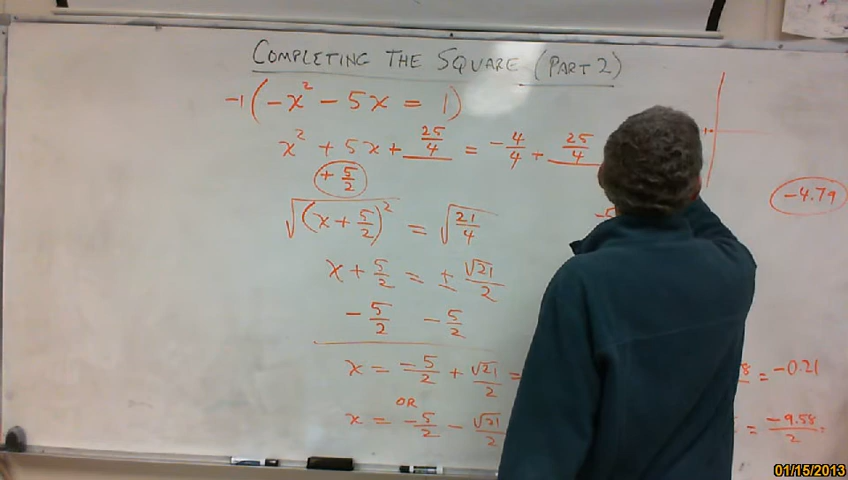 COMPLETING THE SQUARE (PART 2)
-1(-x² - 5x = 1)
x² + 5x + 25/4 = -4/4 + 25/4
+ 5/2
-4.79
√(x + 5/2)² = √21/4
x + 5/2 = ± √21/2
- 5/2 - 5/2
x = -5/2 + √21/2 = = -0.21
OR
x = -5/2 - √21/2 = -9.58/2 =
01/15/2013